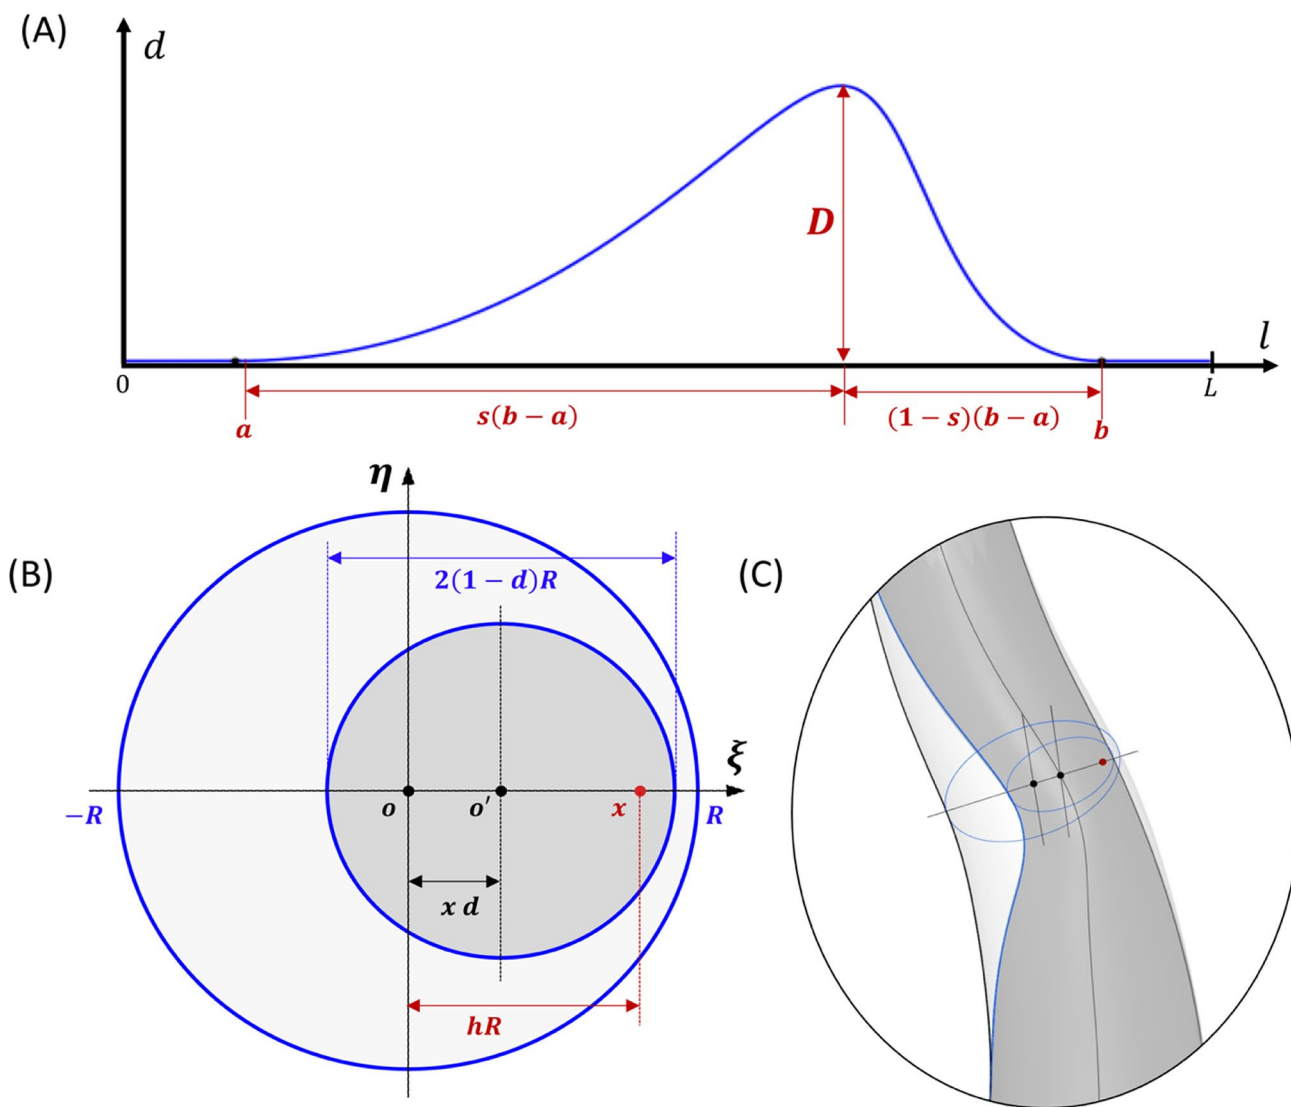 (A)
d
D
l
0
L
s(b − a)
(1 − s)(b − a)
a
b
η
(B)
2(1 − d)R
(C)
ξ
−R
o
o′
x
R
x d
hR